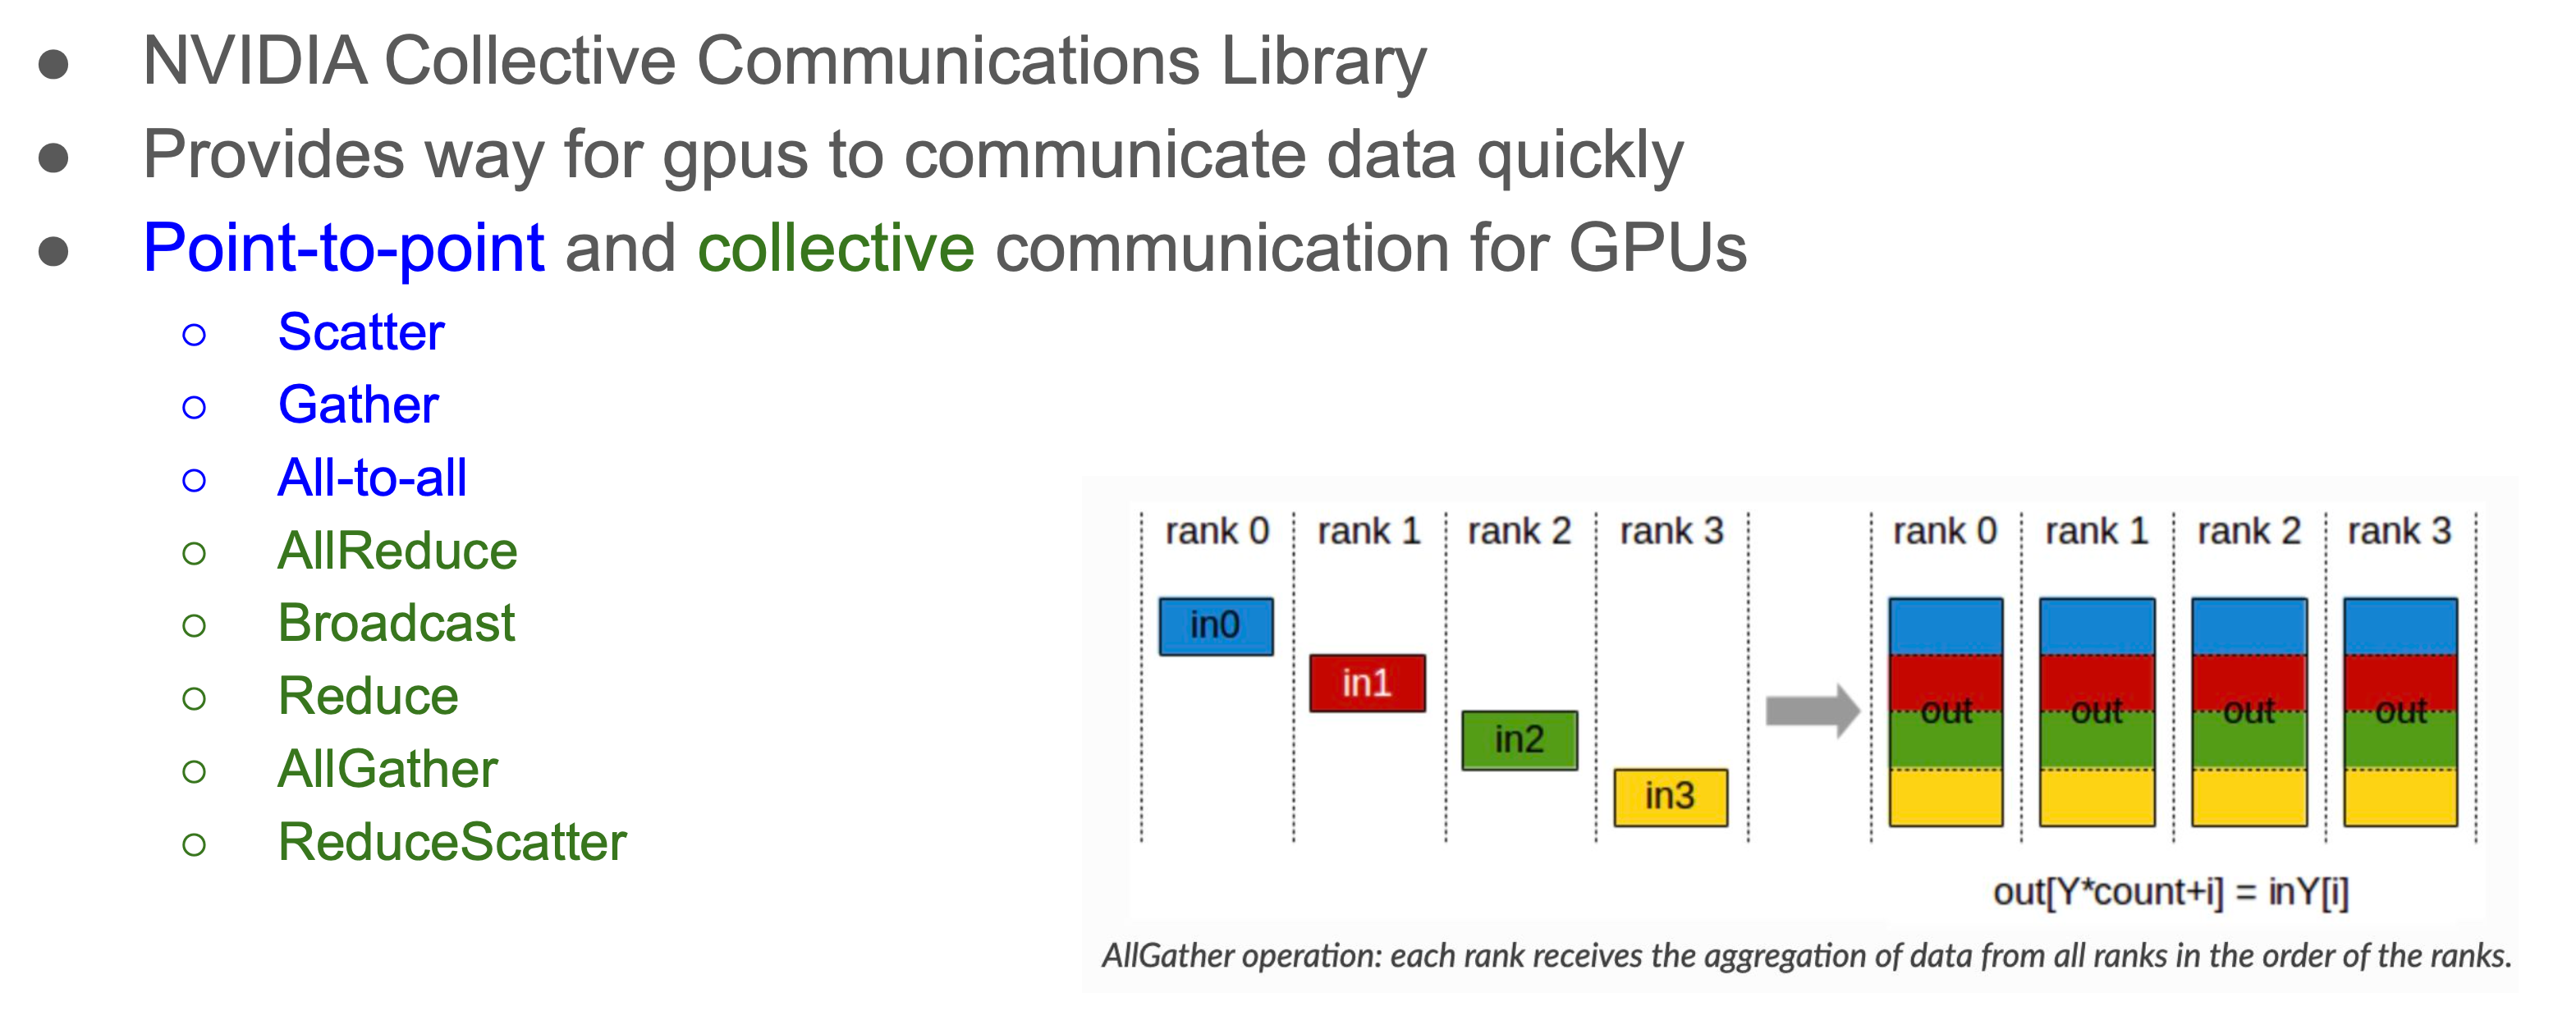 ● NVIDIA Collective Communications Library
● Provides way for gpus to communicate data quickly
● Point-to-point and collective communication for GPUs
○ Scatter
○ Gather
○ All-to-all
○ AllReduce
○ Broadcast
○ Reduce
○ AllGather
○ ReduceScatter
rank 0 rank 1 rank 2 rank 3 rank 0 rank 1 rank 2 rank 3
in0
in1
in2
in3
out out out out
out[Y*count+i] = inY[i]
AllGather operation: each rank receives the aggregation of data from all ranks in the order of the ranks.